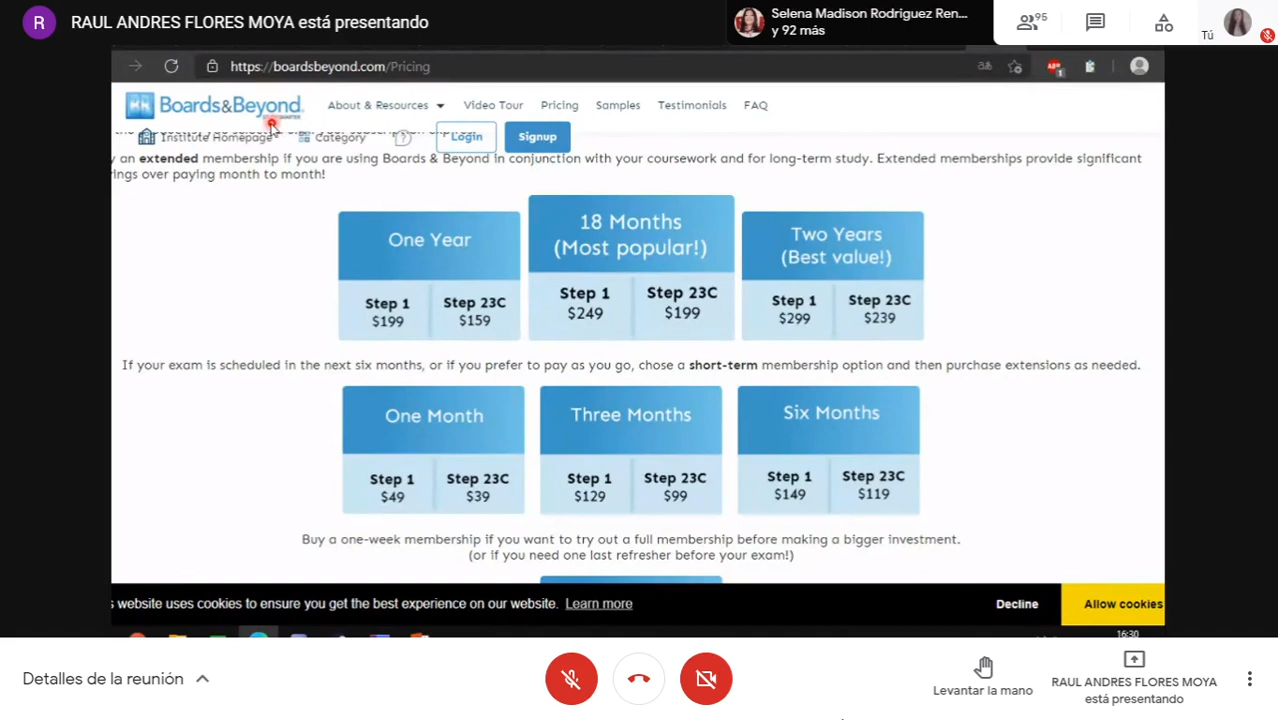 R RAUL ANDRES FLORES MOYA está presentando
Selena Madison Rodriguez Ren...
y 92 más
95
Tú
https://boardsbeyond.com/Pricing
Boards&Beyond
About & Resources Video Tour Pricing Samples Testimonials FAQ
Institute Homepage Category ? Login Signup
y an extended membership if you are using Boards & Beyond in conjunction with your coursework and for long-term study. Extended memberships provide significant
ings over paying month to month!
One Year
Step 1 Step 23C
$199 $159
18 Months
(Most popular!)
Step 1 Step 23C
$249 $199
Two Years
(Best value!)
Step 1 Step 23C
$299 $239
If your exam is scheduled in the next six months, or if you prefer to pay as you go, chose a short-term membership option and then purchase extensions as needed.
One Month
Step 1 Step 23C
$49 $39
Three Months
Step 1 Step 23C
$129 $99
Six Months
Step 1 Step 23C
$149 $119
Buy a one-week membership if you want to try out a full membership before making a bigger investment.
(or if you need one last refresher before your exam!)
s website uses cookies to ensure you get the best experience on our website. Learn more Decline Allow cookies
16:30
Detalles de la reunión
Levantar la mano
RAUL ANDRES FLORES MOYA
está presentando